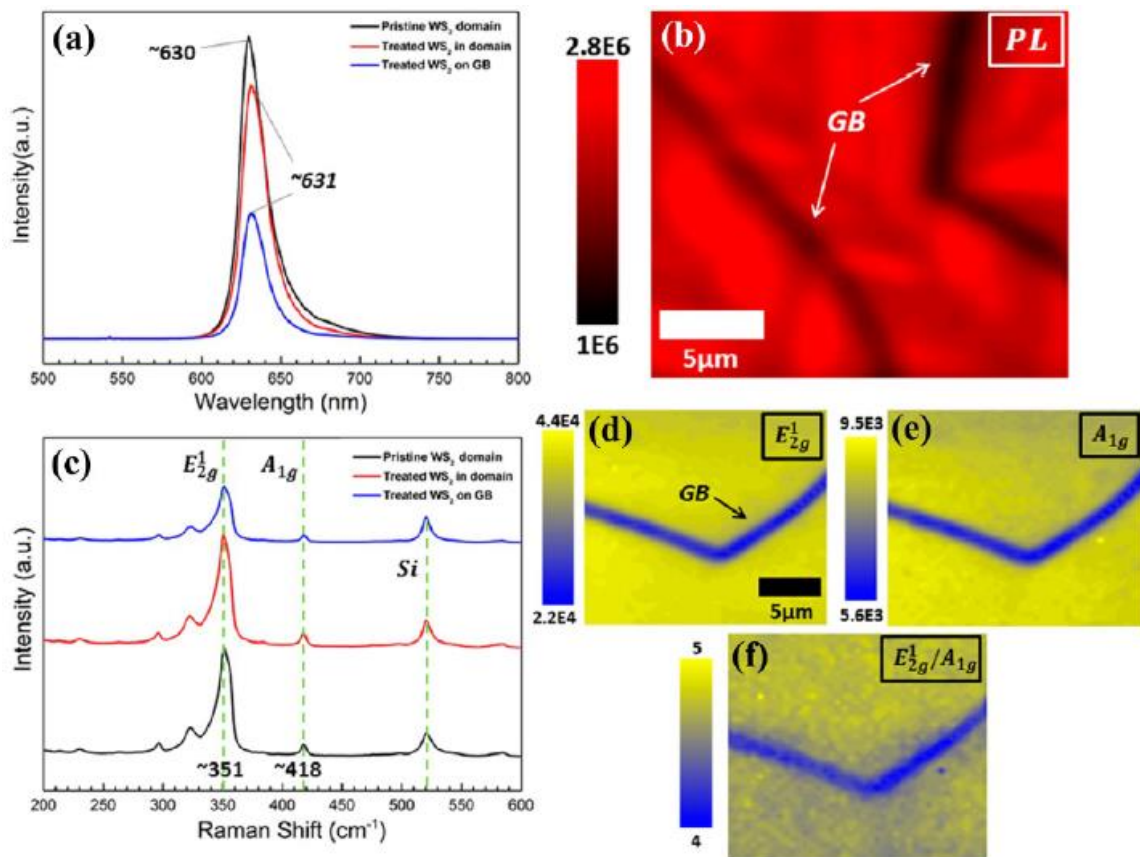 (a)
Pristine WS2 domain
Treated WS2 in domain
Treated WS2 on GB
~630
~631
Intensity(a.u.)
500 550 600 650 700 750 800
Wavelength (nm)
(b)
PL
2.8E6
GB
1E6
5μm
(c)
E¹2g
A1g
Pristine WS2 domain
Treated WS2 in domain
Treated WS2 on GB
Si
Intensity (a.u.)
~351
~418
200 250 300 350 400 450 500 550 600
Raman Shift (cm⁻¹)
(d)
4.4E4
E¹2g
GB
5μm
2.2E4
(e)
9.5E3
A1g
5.6E3
(f)
5
E¹2g/A1g
4